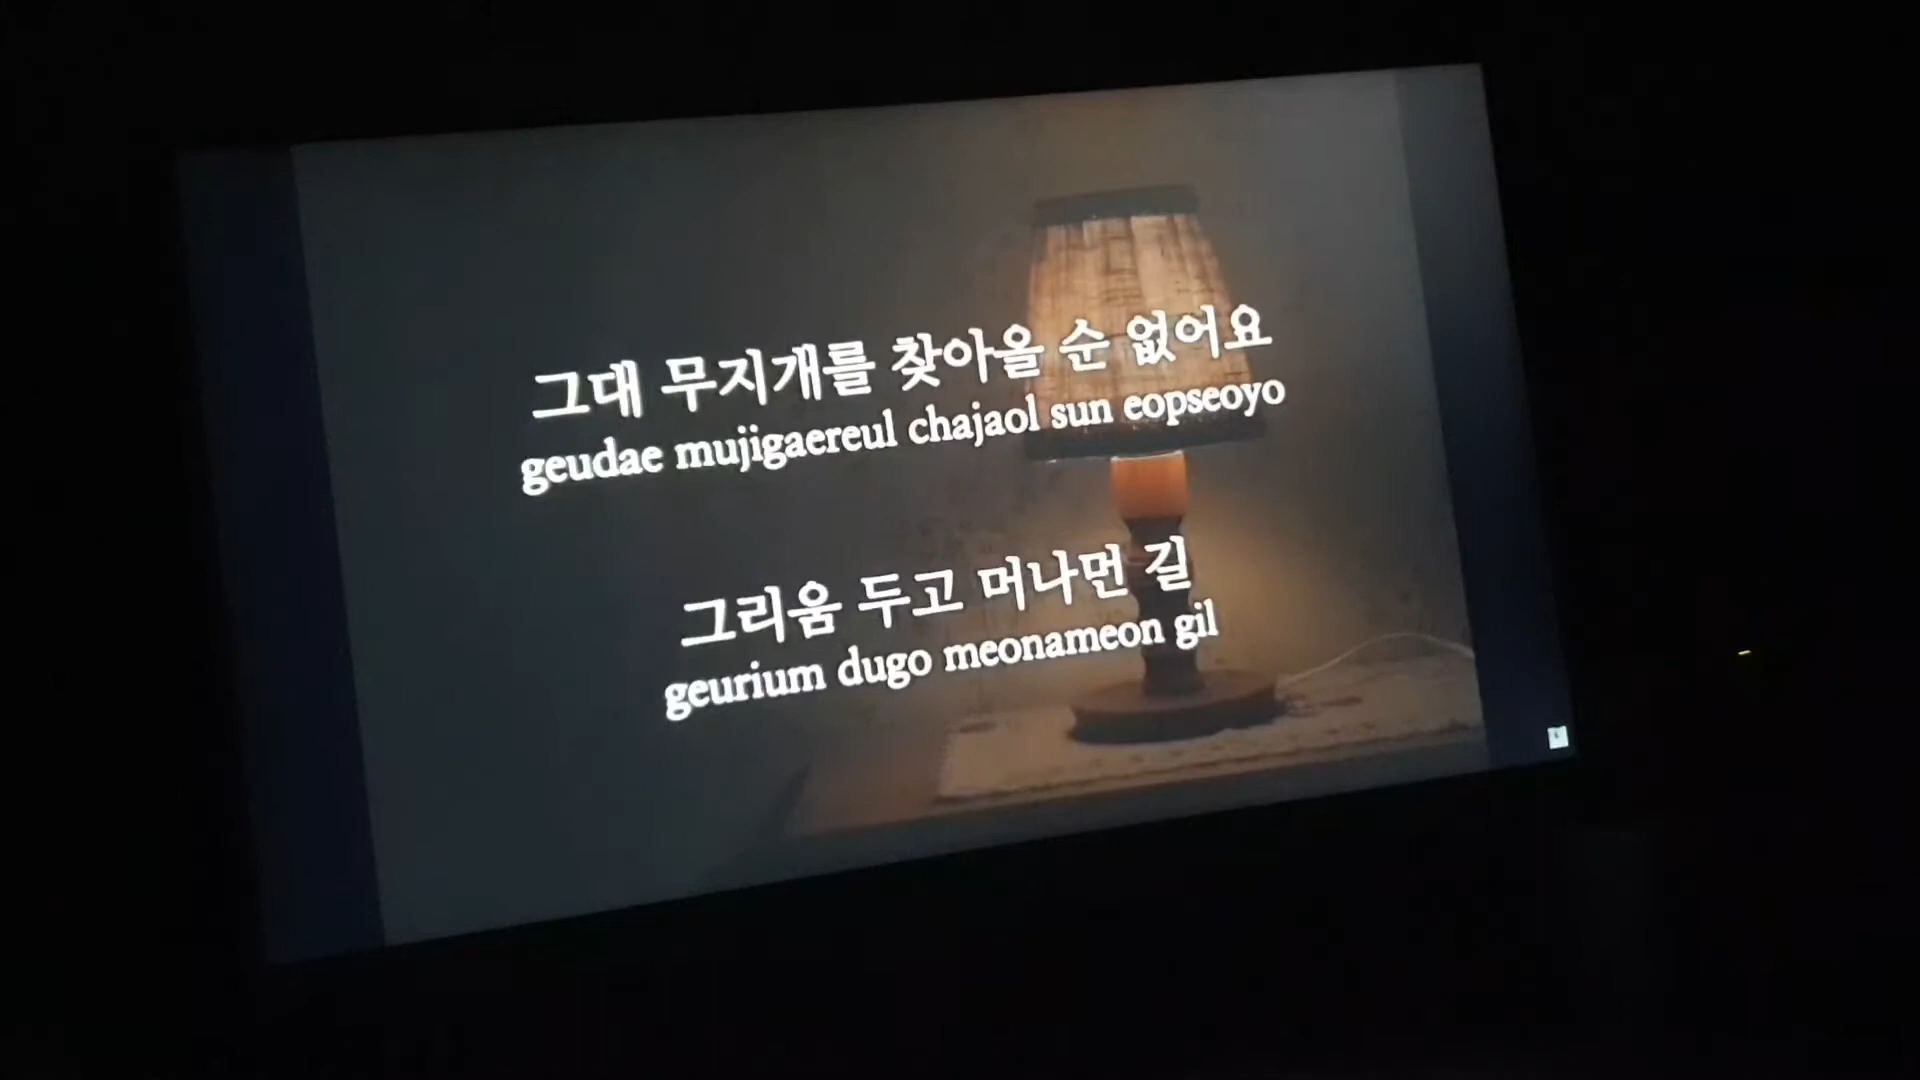 그대 무지개를 찾아올 순 없어요
geudae mujigaereul chajaol sun eopseoyo
그리움 두고 머나먼 길
geurium dugo meonameon gil